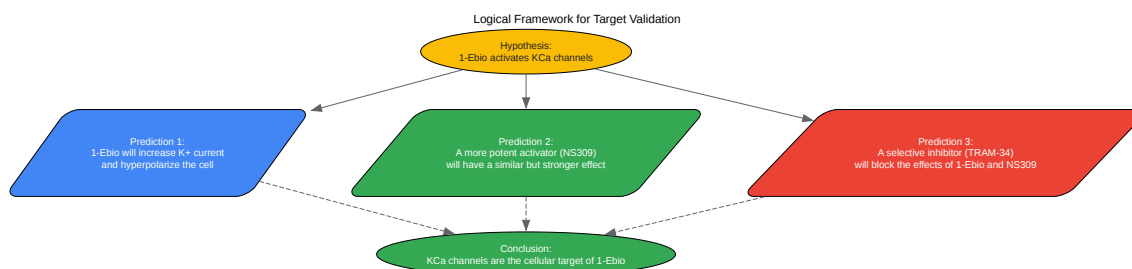 Logical Framework for Target Validation
Hypothesis:
1-Ebio activates KCa channels
Prediction 1:
1-Ebio will increase K+ current
and hyperpolarize the cell
Prediction 2:
A more potent activator (NS309)
will have a similar but stronger effect
Prediction 3:
A selective inhibitor (TRAM-34)
will block the effects of 1-Ebio and NS309
Conclusion:
KCa channels are the cellular target of 1-Ebio